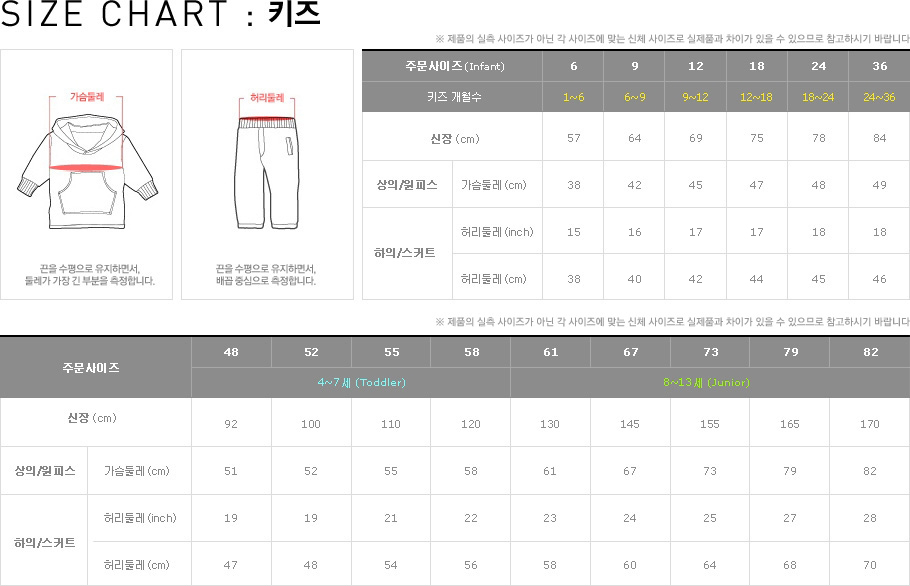 SIZE CHART : 키즈
※ 제품의 실측 사이즈가 아닌 각 사이즈에 맞는 신체 사이즈로 실제품과 차이가 있을 수 있으므로 참고하시기 바랍니다
가슴둘레
끈을 수평으로 유지하면서,
둘레가 가장 긴 부분을 측정합니다.
허리둘레
끈을 수평으로 유지하면서,
배꼽 중심으로 측정합니다.
주문사이즈(Infant) 6 9 12 18 24 36
키즈 개월수 1~6 6~9 9~12 12~18 18~24 24~36
신장 (cm) 57 64 69 75 78 84
상의/원피스 가슴둘레(cm) 38 42 45 47 48 49
하의/스커트
허리둘레(inch) 15 16 17 17 18 18
허리둘레(cm) 38 40 42 44 45 46
※ 제품의 실측 사이즈가 아닌 각 사이즈에 맞는 신체 사이즈로 실제품과 차이가 있을 수 있으므로 참고하시기 바랍니다
주문사이즈
48 52 55 58 61 67 73 79 82
4~7세 (Toddler) 8~13세 (Junior)
신장 (cm) 92 100 110 120 130 145 155 165 170
상의/원피스 가슴둘레(cm) 51 52 55 58 61 67 73 79 82
하의/스커트
허리둘레(inch) 19 19 21 22 23 24 25 27 28
허리둘레(cm) 47 48 54 56 58 60 64 68 70